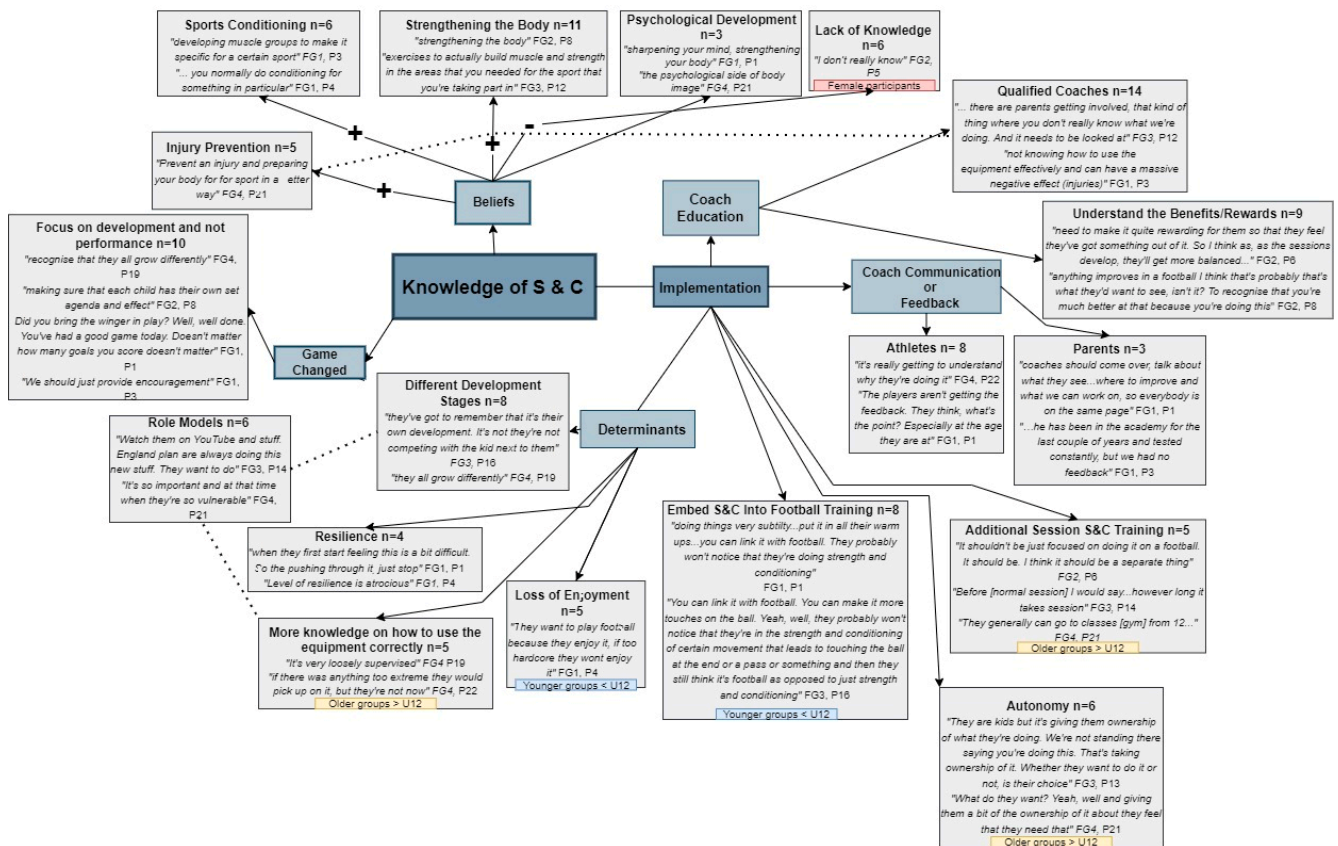 Sports Conditioning n=6
"developing muscle groups to make it
specific for a certain sport" FG1, P3
"... you normally do conditioning for
something in particular" FG1, P4
Strengthening the Body n=11
"strengthening the body" FG2, P8
"exercises to actually build muscle and strength
in the areas that you needed for the sport that
you're taking part in" FG3, P12
Psychological Development
n=3
"sharpening your mind, strengthening
your body" FG1, P1
"the psychological side of body
image" FG4, P21
Lack of Knowledge
n=6
"I don't really know" FG2,
P5
Female participants
Qualified Coaches n=14
"... there are parents getting involved, that kind of
thing where you don't really know what we're
doing. And it needs to be looked at" FG3, P12
"not knowing how to use the
equipment effectively and can have a massive
negative effect (injuries)" FG1, P3
+
-
+
+
Injury Prevention n=5
"Prevent an injury and preparing
your body for for sport in a etter
way" FG4, P21
Beliefs
Coach
Education
Understand the Benefits/Rewards n=9
"need to make it quite rewarding for them so that they feel
they've got something out of it. So I think as, as the sessions
develop, they'll get more balanced..." FG2, P6
"anything improves in a football I think that's probably that's
what they'd want to see, isn't it? To recognise that you're
much better at that because you're doing this" FG2, P8
Focus on development and not
performance n=10
"recognise that they all grow differently" FG4,
P19
"making sure that each child has their own set
agenda and effect" FG2, P8
Did you bring the winger in play? Well, well done.
You've had a good game today. Doesn't matter
how many goals you score doesn't matter" FG1,
P1
"We should just provide encouragement" FG1,
P3
Knowledge of S & C
Implementation
Coach Communication
or
Feedback
Game
Changed
Athletes n= 8
"it's really getting to understand
why they're doing it" FG4, P22
"The players aren't getting the
feedback. They think, what's
the point? Especially at the age
they are at" FG1, P1
Parents n=3
"coaches should come over, talk about
what they see...where to improve and
what we can work on, so everybody is
on the same page" FG1, P1
"...he has been in the academy for the
last couple of years and tested
constantly, but we had no
feedback" FG1, P3
Different Development
Stages n=8
"they've got to remember that it's their
own development. It's not they're not
competing with the kid next to them"
FG3, P16
"they all grow differently" FG4, P19
Determinants
Role Models n=6
"Watch them on YouTube and stuff.
England plan are always doing this
new stuff. They want to do" FG3, P14
"It's so important and at that time
when they're so vulnerable" FG4,
P21
Resilience n=4
"when they first start feeling this is a bit difficult.
So the pushing through it, just stop" FG1, P1
"Level of resilience is atrocious" FG1, P4
Embed S&C Into Football Training n=8
"doing things very subtilty...put it in all their warm
ups...you can link it with football. They probably
won't notice that they're doing strength and
conditioning"
FG1, P1
"You can link it with football. You can make it more
touches on the ball. Yeah, well, they probably won't
notice that they're in the strength and conditioning
of certain movement that leads to touching the ball
at the end or a pass or something and then they
still think it's football as opposed to just strength
and conditioning" FG3, P16
Younger groups < U12
Additional Session S&C Training n=5
"It shouldn't be just focused on doing it on a football.
It should be. I think it should be a separate thing"
FG2, P6
"Before [normal session] I would say...however long it
takes session" FG3, P14
"They generally can go to classes [gym] from 12..."
FG4, P21
Older groups > U12
Loss of Enjoyment
n=5
"They want to play football
because they enjoy it, if too
hardcore they wont enjoy
it" FG1, P4
Younger groups < U12
More knowledge on how to use the
equipment correctly n=5
"It's very loosely supervised" FG4 P19
"if there was anything too extreme they would
pick up on it, but they're not now" FG4, P22
Older groups > U12
Autonomy n=6
"They are kids but it's giving them ownership
of what they're doing. We're not standing there
saying you're doing this. That's taking
ownership of it. Whether they want to do it or
not, is their choice" FG3, P13
"What do they want? Yeah, well and giving
them a bit of the ownership of it about they feel
that they need that" FG4, P21
Older groups > U12